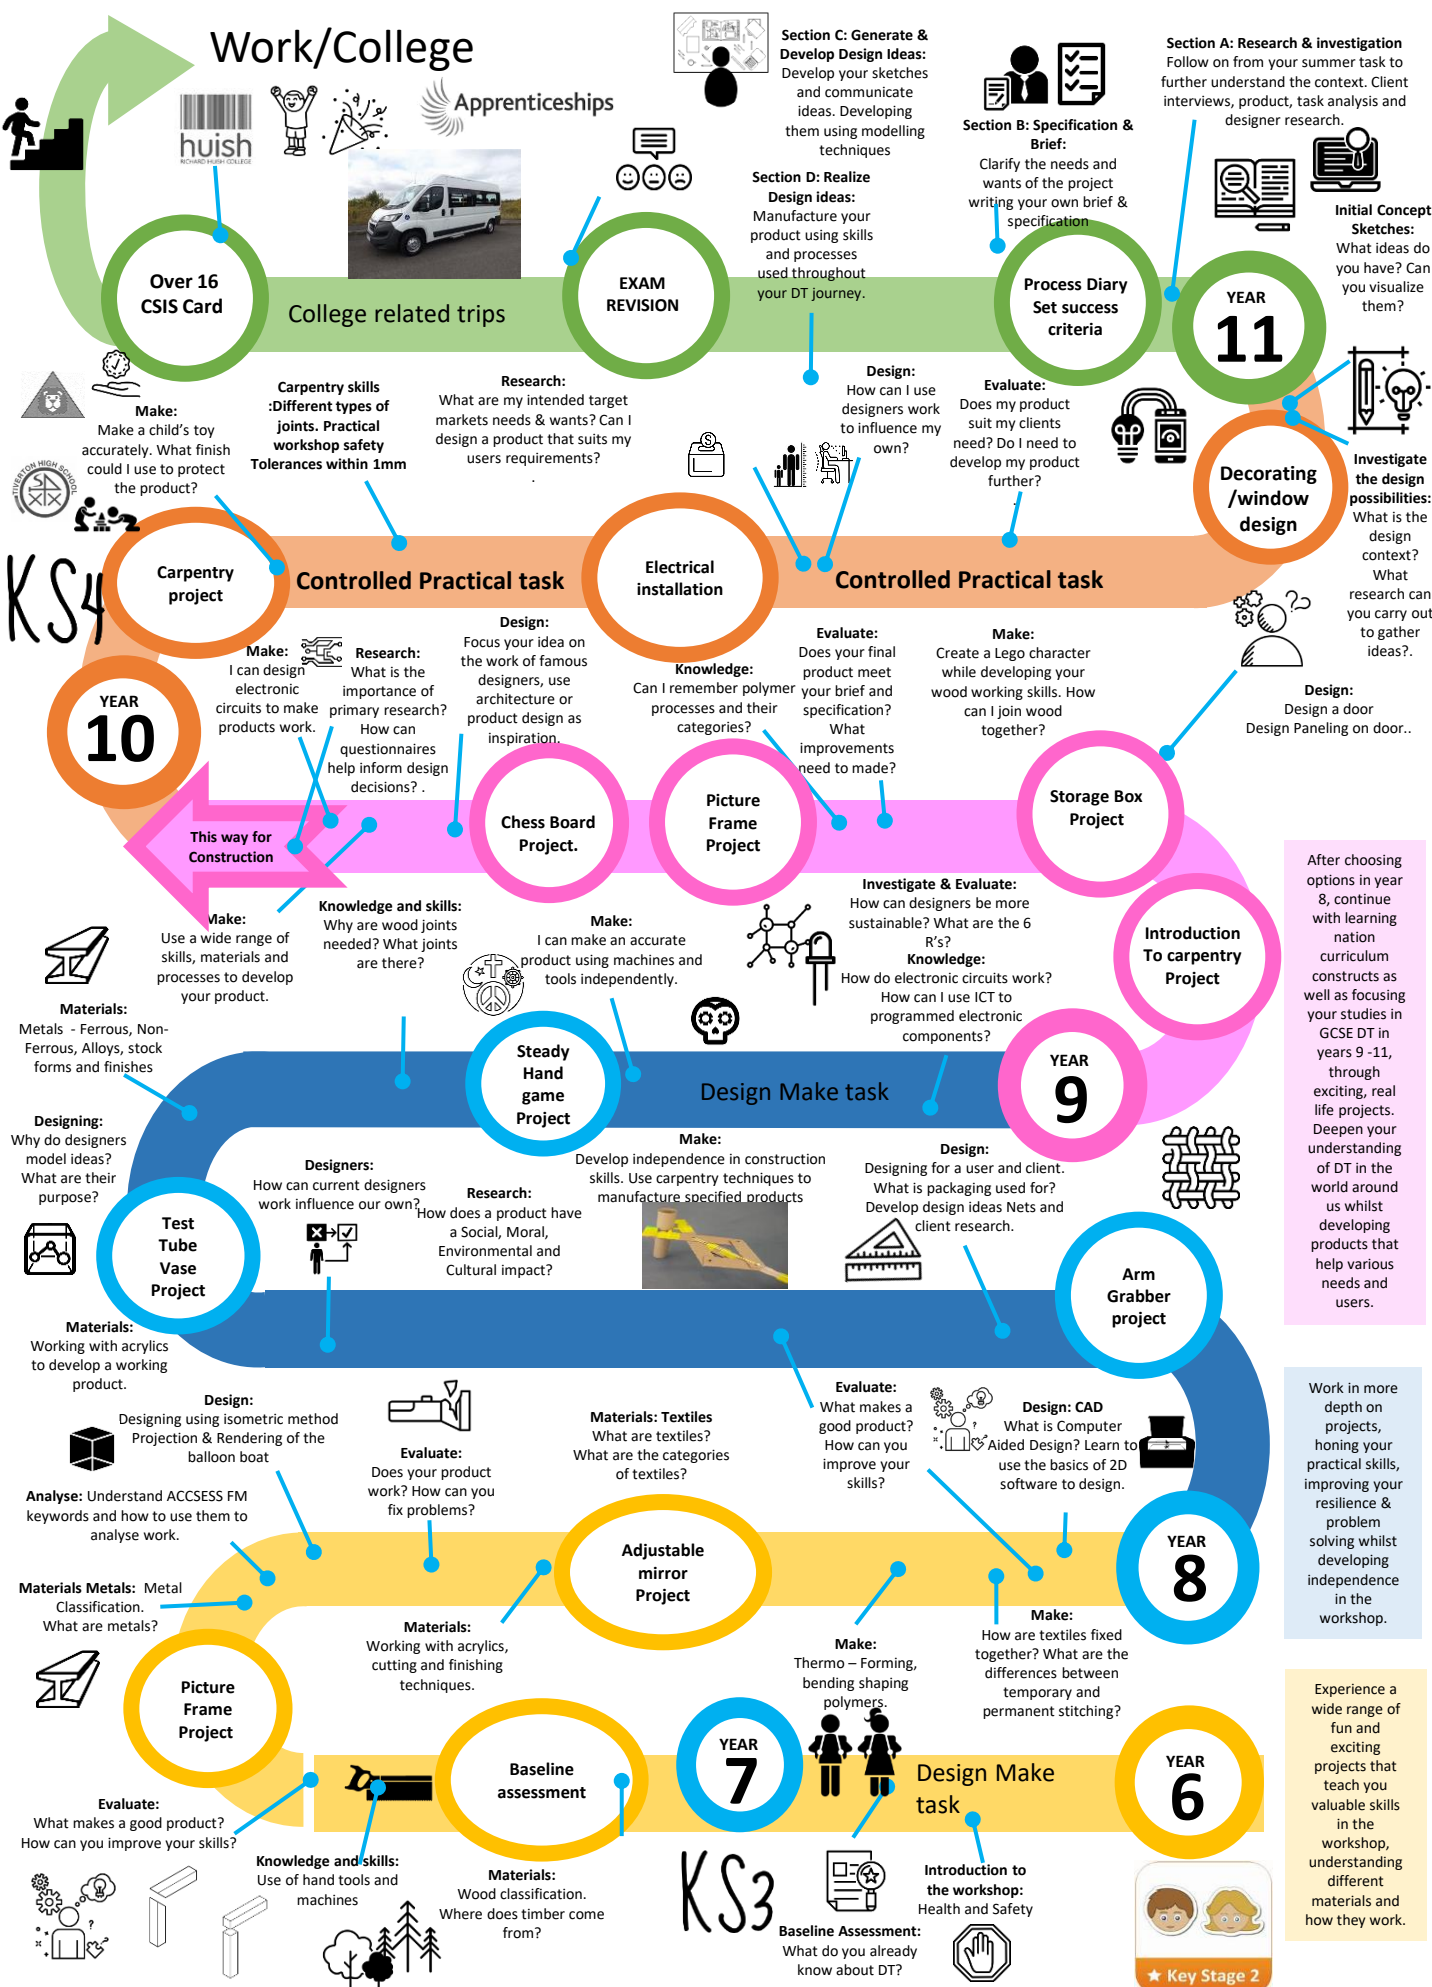 Work/College
huish
RICHARD HUISH COLLEGE
Apprenticeships
Section C: Generate &
Develop Design Ideas:
Develop your sketches
and communicate
ideas. Developing
them using modelling
techniques
Section D: Realize
Design ideas:
Manufacture your
product using skills
and processes
used throughout
your DT journey.
Section B: Specification &
Brief:
Clarify the needs and
wants of the project
writing your own brief &
specification
Section A: Research & investigation
Follow on from your summer task to
further understand the context. Client
interviews, product, task analysis and
designer research.
Initial Concept
Sketches:
What ideas do
you have? Can
you visualize
them?
Over 16
CSIS Card
College related trips
EXAM
REVISION
Process Diary
Set success
criteria
YEAR
11
Make:
Make a child's toy
accurately. What finish
could I use to protect
the product?
TIVERTON HIGH SCHOOL
Carpentry skills
:Different types of
joints. Practical
workshop safety
Tolerances within 1mm
Research:
What are my intended target
markets needs & wants? Can I
design a product that suits my
users requirements?
.
Design:
How can I use
designers work
to influence my
own?
Evaluate:
Does my product
suit my clients
need? Do I need to
develop my product
further?
.
Decorating
/window
design
Investigate
the design
possibilities:
What is the
design
context?
What
research can
you carry out
to gather
ideas?.
KS4
Carpentry
project
Controlled Practical task
Electrical
installation
Controlled Practical task
YEAR
10
Make:
I can design
electronic
circuits to make
products work.
Research:
What is the
importance of
primary research?
How can
questionnaires
help inform design
decisions? .
Design:
Focus your idea on
the work of famous
designers, use
architecture or
product design as
inspiration.
Knowledge:
Can I remember polymer
processes and their
categories?
Evaluate:
Does your final
product meet
your brief and
specification?
What
improvements
need to made?
Make:
Create a Lego character
while developing your
wood working skills. How
can I join wood
together?
Design:
Design a door
Design Paneling on door..
This way for
Construction
Chess Board
Project.
Picture
Frame
Project
Storage Box
Project
Introduction
To carpentry
Project
After choosing
options in year
8, continue
with learning
nation
curriculum
constructs as
well as focusing
your studies in
GCSE DT in
years 9 -11,
through
exciting, real
life projects.
Deepen your
understanding
of DT in the
world around
us whilst
developing
products that
help various
needs and
users.
Make:
Use a wide range of
skills, materials and
processes to develop
your product.
Knowledge and skills:
Why are wood joints
needed? What joints
are there?
Make:
I can make an accurate
product using machines and
tools independently.
Investigate & Evaluate:
How can designers be more
sustainable? What are the 6
R's?
Knowledge:
How do electronic circuits work?
How can I use ICT to
programmed electronic
components?
Materials:
Metals  - Ferrous, Non-
Ferrous, Alloys, stock
forms and finishes
Steady
Hand
game
Project
Design Make task
YEAR
9
Designing:
Why do designers
model ideas?
What are their
purpose?
Designers:
How can current designers
work influence our own?
Research:
How does a product have
a Social, Moral,
Environmental and
Cultural impact?
Make:
Develop independence in construction
skills. Use carpentry techniques to
manufacture specified products
Design:
Designing for a user and client.
What is packaging used for?
Develop design ideas Nets and
client research.
Test
Tube
Vase
Project
Arm
Grabber
project
Materials:
Working with acrylics
to develop a working
product.
Design:
Designing using isometric method
Projection & Rendering of the
balloon boat
Analyse: Understand ACCSESS FM
keywords and how to use them to
analyse work.
Evaluate:
Does your product
work? How can you
fix problems?
Materials: Textiles
What are textiles?
What are the categories
of textiles?
Evaluate:
What makes a
good product?
How can you
improve your
skills?
Design: CAD
What is Computer
Aided Design? Learn to
use the basics of 2D
software to design.
Work in more
depth on
projects,
honing your
practical skills,
improving your
resilience &
problem
solving whilst
developing
independence
in the
workshop.
Materials Metals:  Metal
Classification.
What are metals?
Adjustable
mirror
Project
YEAR
8
Materials:
Working with acrylics,
cutting and finishing
techniques.
Make:
Thermo – Forming,
bending shaping
polymers.
Make:
How are textiles fixed
together? What are the
differences between
temporary and
permanent stitching?
Picture
Frame
Project
Baseline
assessment
YEAR
7
Design Make
task
YEAR
6
Experience a
wide range of
fun and
exciting
projects that
teach you
valuable skills
in the
workshop,
understanding
different
materials and
how they work.
Evaluate:
What makes a good product?
How can you improve your skills?
Knowledge and skills:
Use of hand tools and
machines
Materials:
Wood classification.
Where does timber come
from?
KS3
Baseline Assessment:
What do you already
know about DT?
Introduction to
the workshop:
Health and Safety
★ Key Stage 2